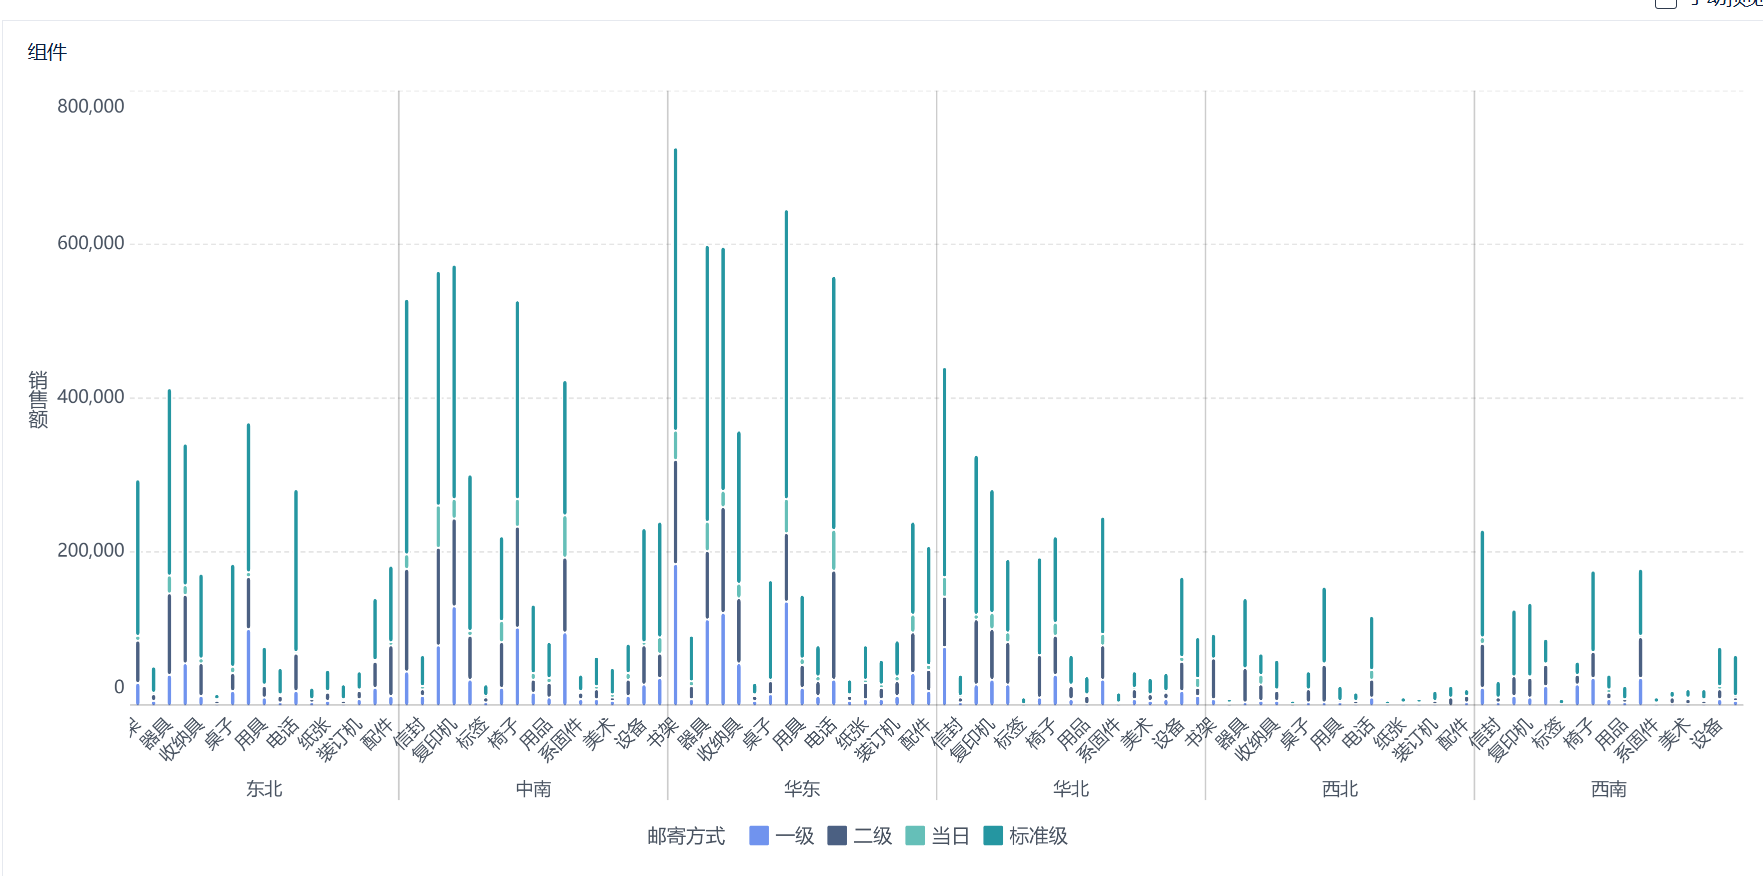 组件
800,000
600,000
400,000
200,000
0
销售额
器具 收纳具 桌子 用具 电话 纸张 装订机 配件 信封 复印机 标签 椅子 用品 系固件 美术 设备 书架 器具 收纳具 桌子 用具 电话 纸张 装订机 配件 信封 复印机 标签 椅子 用品 系固件 美术 设备 书架 器具 收纳具 桌子 用具 电话 纸张 装订机 配件 信封 复印机 标签 椅子 用品 系固件 美术 设备
东北 中南 华东 华北 西北 西南
邮寄方式 一级 二级 当日 标准级